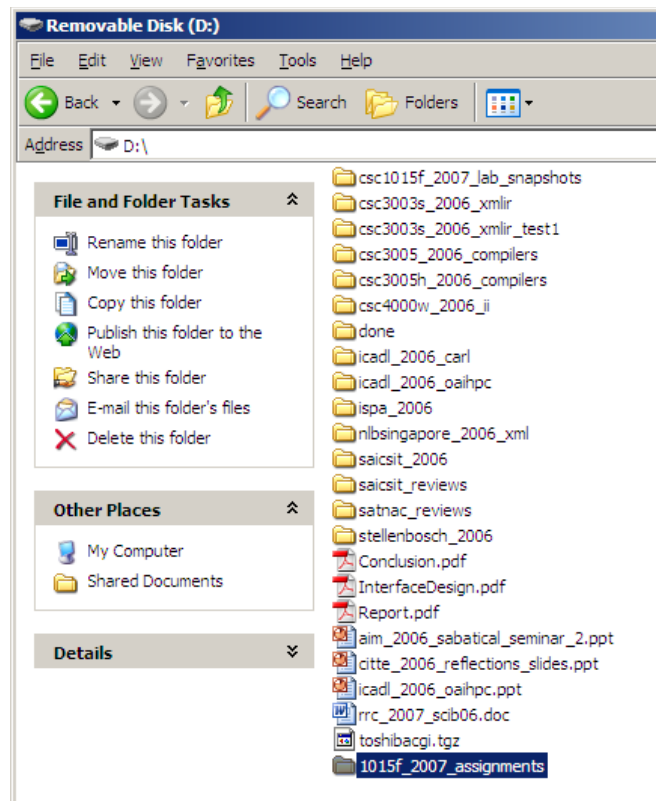 Removable Disk (D:)
File Edit View Favorites Tools Help
Back Search Folders
Address D:\
File and Folder Tasks
Rename this folder
Move this folder
Copy this folder
Publish this folder to the
Web
Share this folder
E-mail this folder's files
Delete this folder
Other Places
My Computer
Shared Documents
Details
csc1015f_2007_lab_snapshots
csc3003s_2006_xmlir
csc3003s_2006_xmlir_test1
csc3005_2006_compilers
csc3005h_2006_compilers
csc4000w_2006_ii
done
icadl_2006_carl
icadl_2006_oaihpc
ispa_2006
nlbsingapore_2006_xml
saicsit_2006
saicsit_reviews
satnac_reviews
stellenbosch_2006
Conclusion.pdf
InterfaceDesign.pdf
Report.pdf
aim_2006_sabatical_seminar_2.ppt
citte_2006_reflections_slides.ppt
icadl_2006_oaihpc.ppt
rrc_2007_scib06.doc
toshibacgi.tgz
1015f_2007_assignments